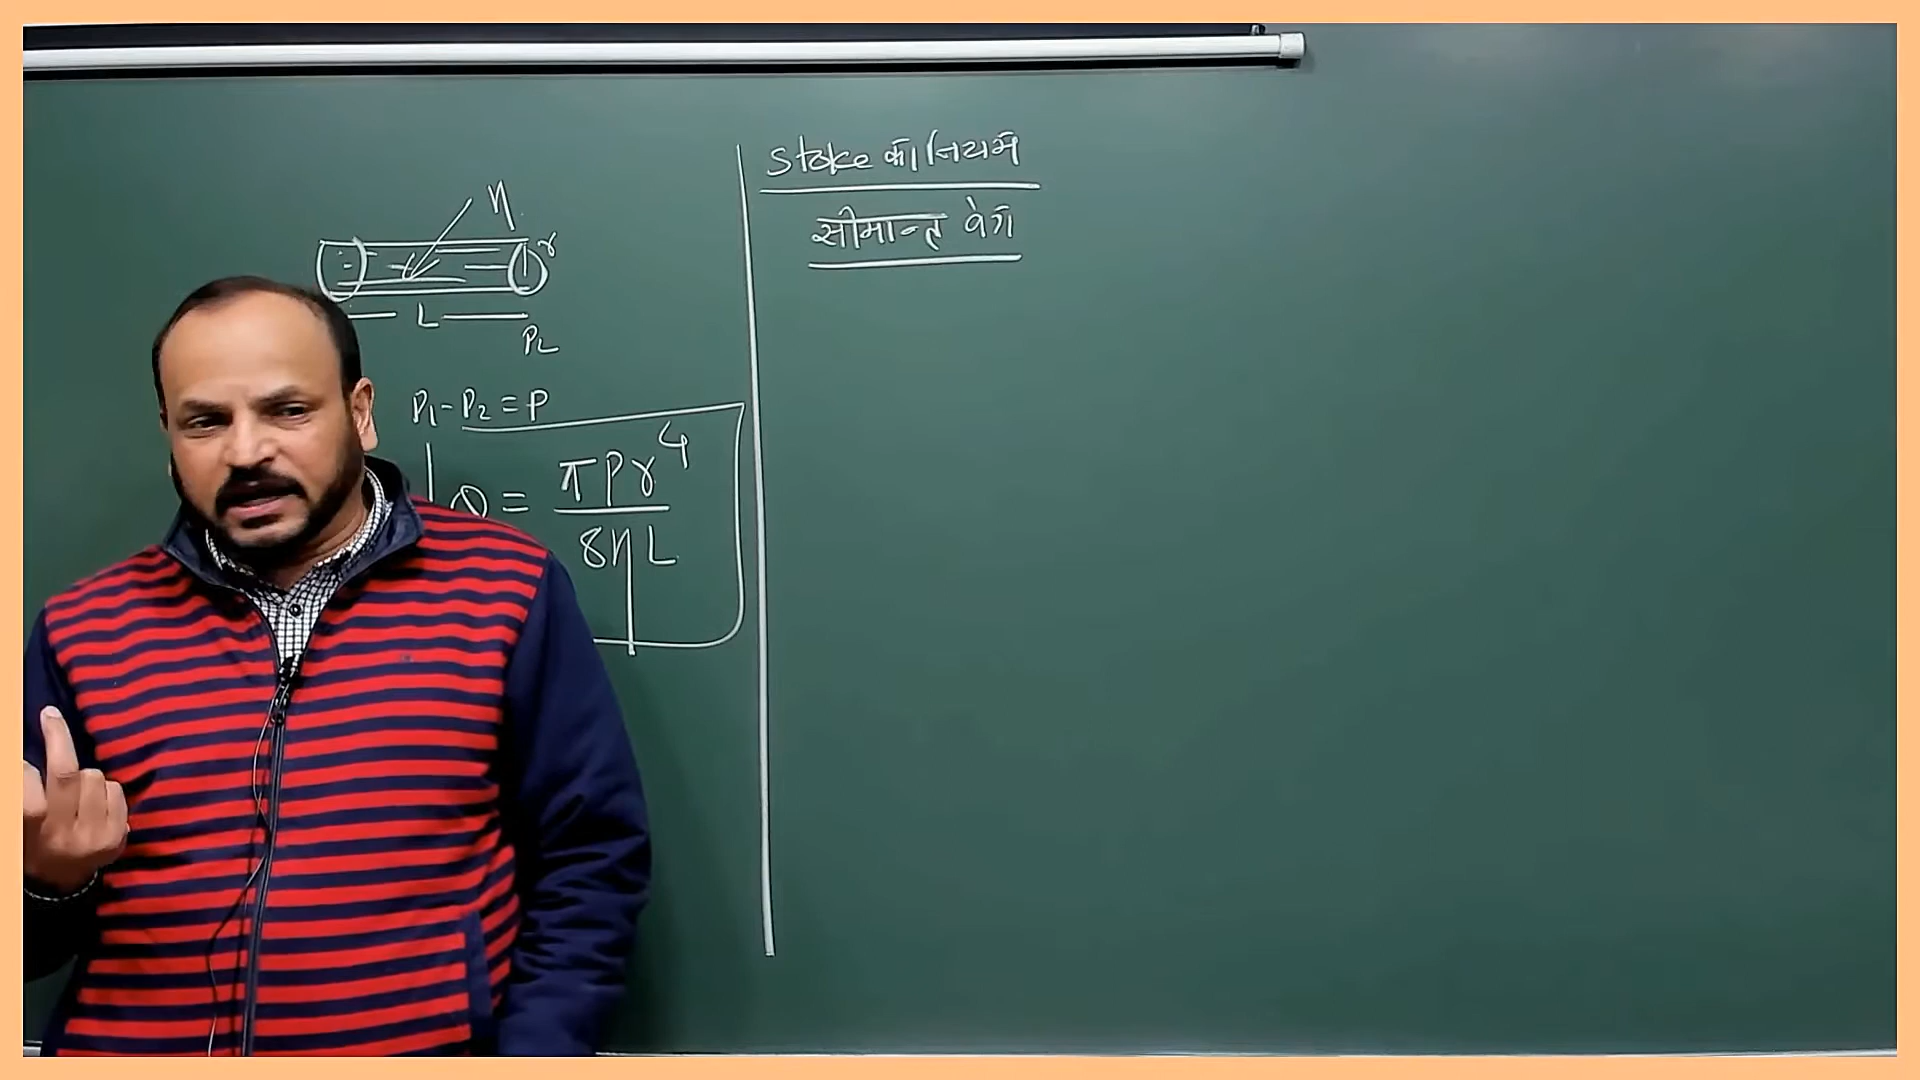 η
r
L
P2
P1 - P2 = P
Q = πPr⁴
8ηL
Stoke का नियम
सीमान्त वेग